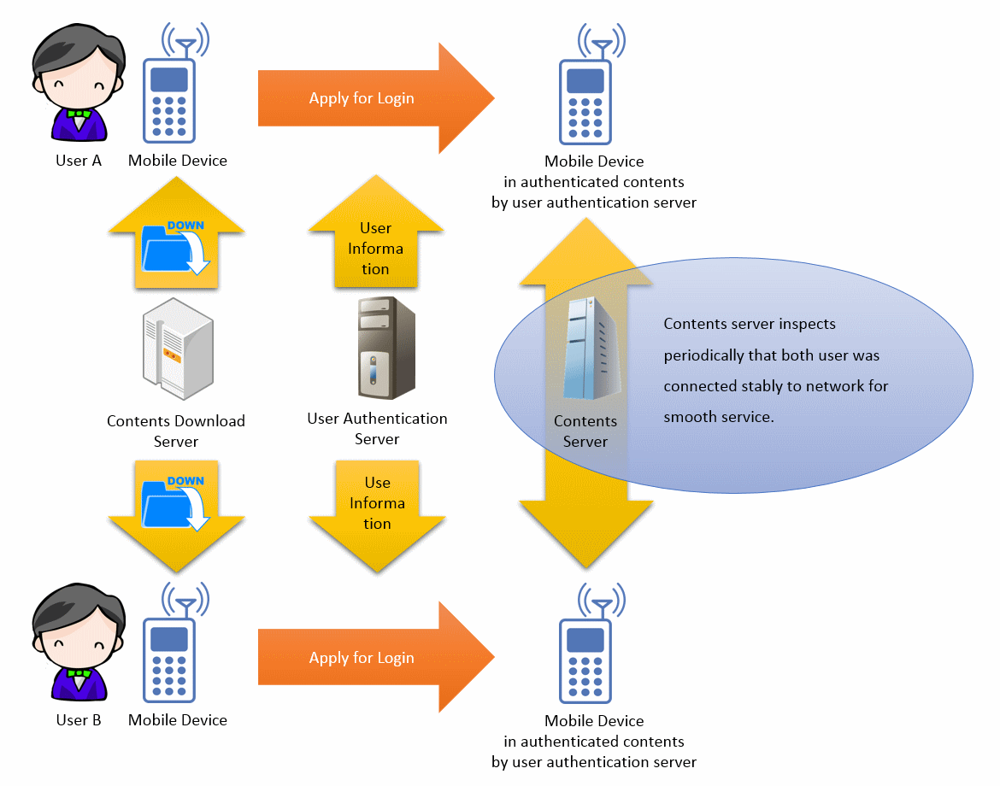 Apply for Login
User A
Mobile Device
Mobile Device
in authenticated contents
by user authentication server
DOWN
User
Informa
tion
Contents server inspects
periodically that both user was
connected stably to network for
smooth service.
Contents Download
Server
User Authentication
Server
Contents
Server
DOWN
Use
Informa
tion
Apply for Login
User B
Mobile Device
Mobile Device
in authenticated contents
by user authentication server